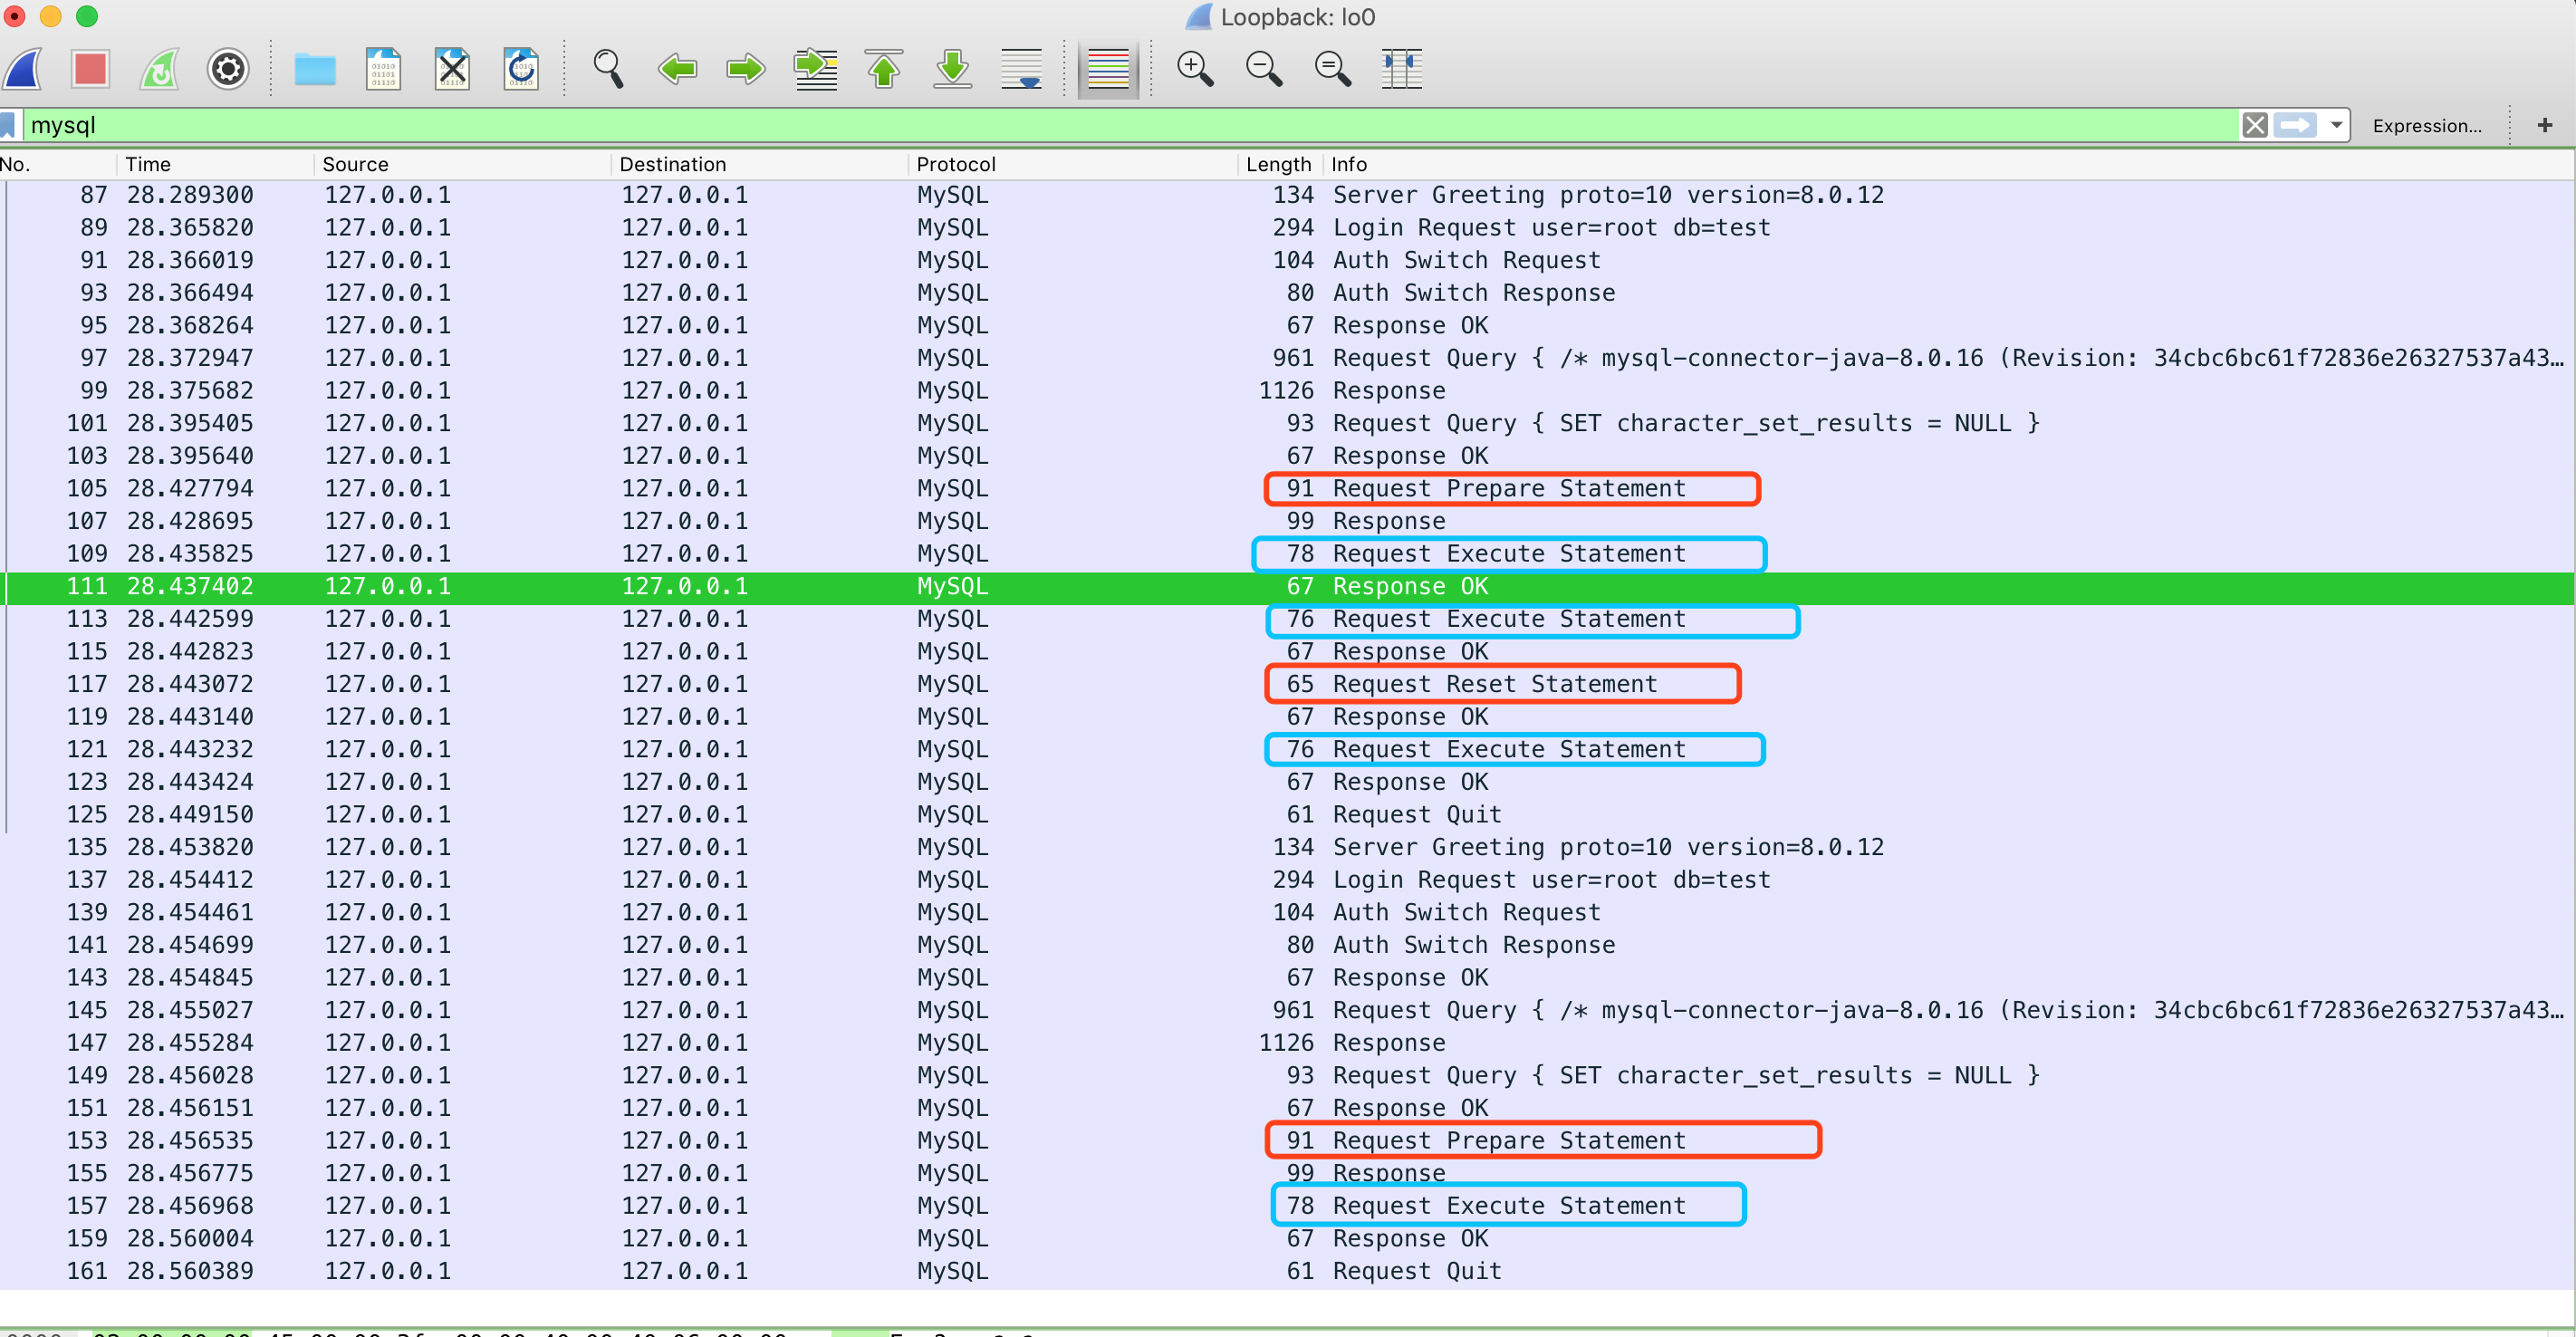 Loopback: lo0
mysql
Expression...
No. Time Source Destination Protocol Length Info
87 28.289300 127.0.0.1 127.0.0.1 MySQL 134 Server Greeting proto=10 version=8.0.12
89 28.365820 127.0.0.1 127.0.0.1 MySQL 294 Login Request user=root db=test
91 28.366019 127.0.0.1 127.0.0.1 MySQL 104 Auth Switch Request
93 28.366494 127.0.0.1 127.0.0.1 MySQL 80 Auth Switch Response
95 28.368264 127.0.0.1 127.0.0.1 MySQL 67 Response OK
97 28.372947 127.0.0.1 127.0.0.1 MySQL 961 Request Query { /* mysql-connector-java-8.0.16 (Revision: 34cbc6bc61f72836e26327537a43…
99 28.375682 127.0.0.1 127.0.0.1 MySQL 1126 Response
101 28.395405 127.0.0.1 127.0.0.1 MySQL 93 Request Query { SET character_set_results = NULL }
103 28.395640 127.0.0.1 127.0.0.1 MySQL 67 Response OK
105 28.427794 127.0.0.1 127.0.0.1 MySQL 91 Request Prepare Statement
107 28.428695 127.0.0.1 127.0.0.1 MySQL 99 Response
109 28.435825 127.0.0.1 127.0.0.1 MySQL 78 Request Execute Statement
111 28.437402 127.0.0.1 127.0.0.1 MySQL 67 Response OK
113 28.442599 127.0.0.1 127.0.0.1 MySQL 76 Request Execute Statement
115 28.442823 127.0.0.1 127.0.0.1 MySQL 67 Response OK
117 28.443072 127.0.0.1 127.0.0.1 MySQL 65 Request Reset Statement
119 28.443140 127.0.0.1 127.0.0.1 MySQL 67 Response OK
121 28.443232 127.0.0.1 127.0.0.1 MySQL 76 Request Execute Statement
123 28.443424 127.0.0.1 127.0.0.1 MySQL 67 Response OK
125 28.449150 127.0.0.1 127.0.0.1 MySQL 61 Request Quit
135 28.453820 127.0.0.1 127.0.0.1 MySQL 134 Server Greeting proto=10 version=8.0.12
137 28.454412 127.0.0.1 127.0.0.1 MySQL 294 Login Request user=root db=test
139 28.454461 127.0.0.1 127.0.0.1 MySQL 104 Auth Switch Request
141 28.454699 127.0.0.1 127.0.0.1 MySQL 80 Auth Switch Response
143 28.454845 127.0.0.1 127.0.0.1 MySQL 67 Response OK
145 28.455027 127.0.0.1 127.0.0.1 MySQL 961 Request Query { /* mysql-connector-java-8.0.16 (Revision: 34cbc6bc61f72836e26327537a43…
147 28.455284 127.0.0.1 127.0.0.1 MySQL 1126 Response
149 28.456028 127.0.0.1 127.0.0.1 MySQL 93 Request Query { SET character_set_results = NULL }
151 28.456151 127.0.0.1 127.0.0.1 MySQL 67 Response OK
153 28.456535 127.0.0.1 127.0.0.1 MySQL 91 Request Prepare Statement
155 28.456775 127.0.0.1 127.0.0.1 MySQL 99 Response
157 28.456968 127.0.0.1 127.0.0.1 MySQL 78 Request Execute Statement
159 28.560004 127.0.0.1 127.0.0.1 MySQL 67 Response OK
161 28.560389 127.0.0.1 127.0.0.1 MySQL 61 Request Quit